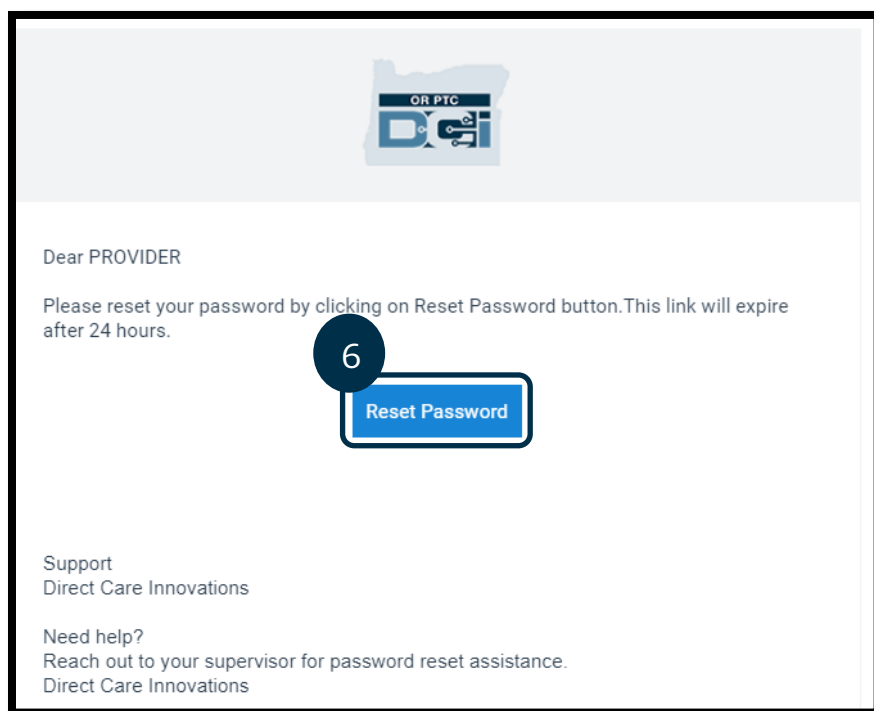 OR PTC
DCi
Dear PROVIDER
Please reset your password by clicking on Reset Password button.This link will expire
after 24 hours.
6
Reset Password
Support
Direct Care Innovations
Need help?
Reach out to your supervisor for password reset assistance.
Direct Care Innovations